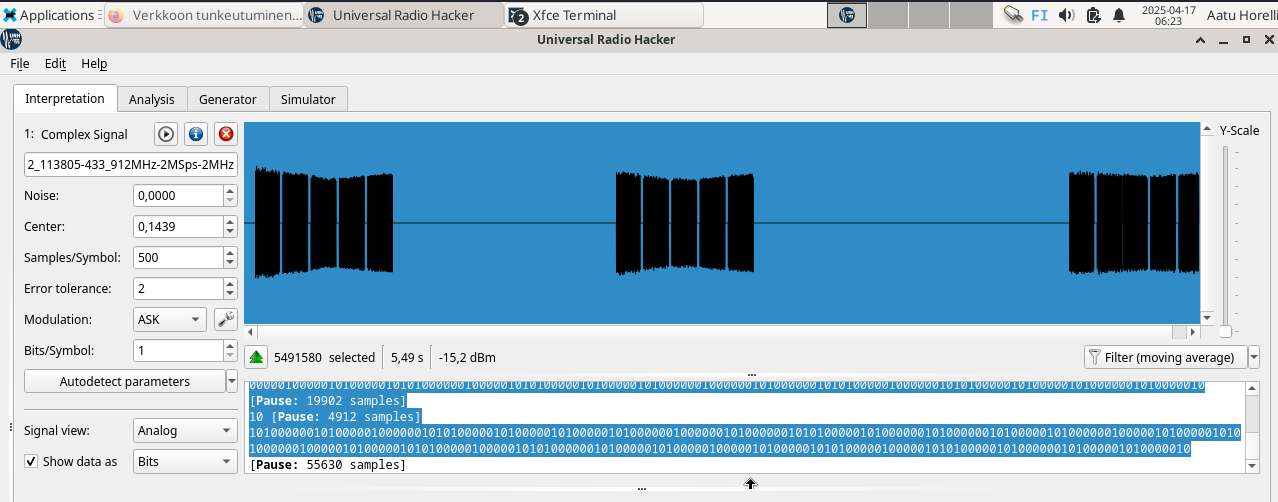 Applications Verkkoon tunkeutuminen... Universal Radio Hacker 2 Xfce Terminal FI 2025-04-17 06:23 Aatu Horelli
Universal Radio Hacker
File Edit Help
Interpretation Analysis Generator Simulator
1: Complex Signal
Y-Scale
2_113805-433_912MHz-2MSps-2MHz
Noise: 0,0000
Center: 0,1439
Samples/Symbol: 500
Error tolerance: 2
Modulation: ASK
Bits/Symbol: 1
5491580 selected 5,49 s -15,2 dBm Filter (moving average)
Autodetect parameters
[Pause: 19902 samples]
10 [Pause: 4912 samples]
Signal view: Analog
Show data as Bits
[Pause: 55630 samples]